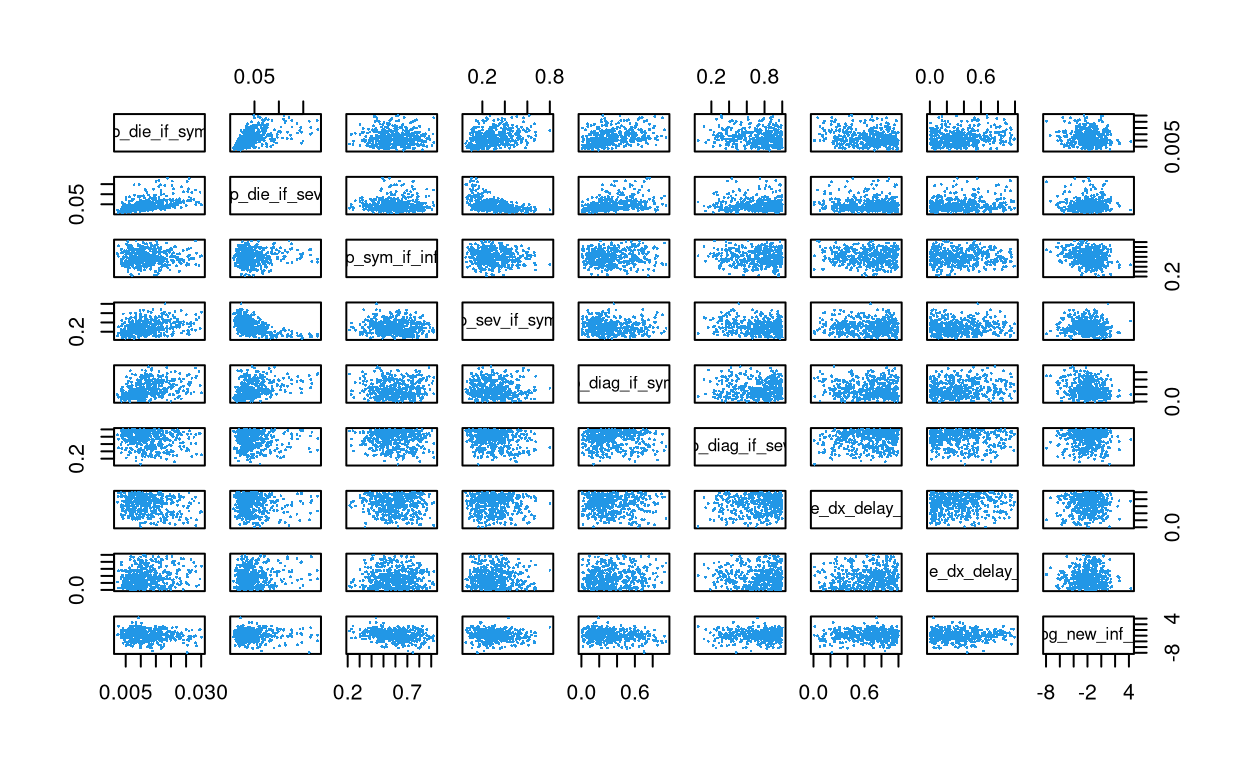 0.05 0.2 0.8 0.2 0.8 0.0 0.6
p_die_if_sym 0.005
0.05 p_die_if_sev
p_sym_if_inf 0.2
0.2 p_sev_if_sym
_diag_if_sym 0.0
0.2 p_diag_if_sev
e_dx_delay_ 0.0
0.0 e_dx_delay_
og_new_inf_ -8 4
0.005 0.030 0.2 0.7 0.0 0.6 0.0 0.6 -8 -2 4